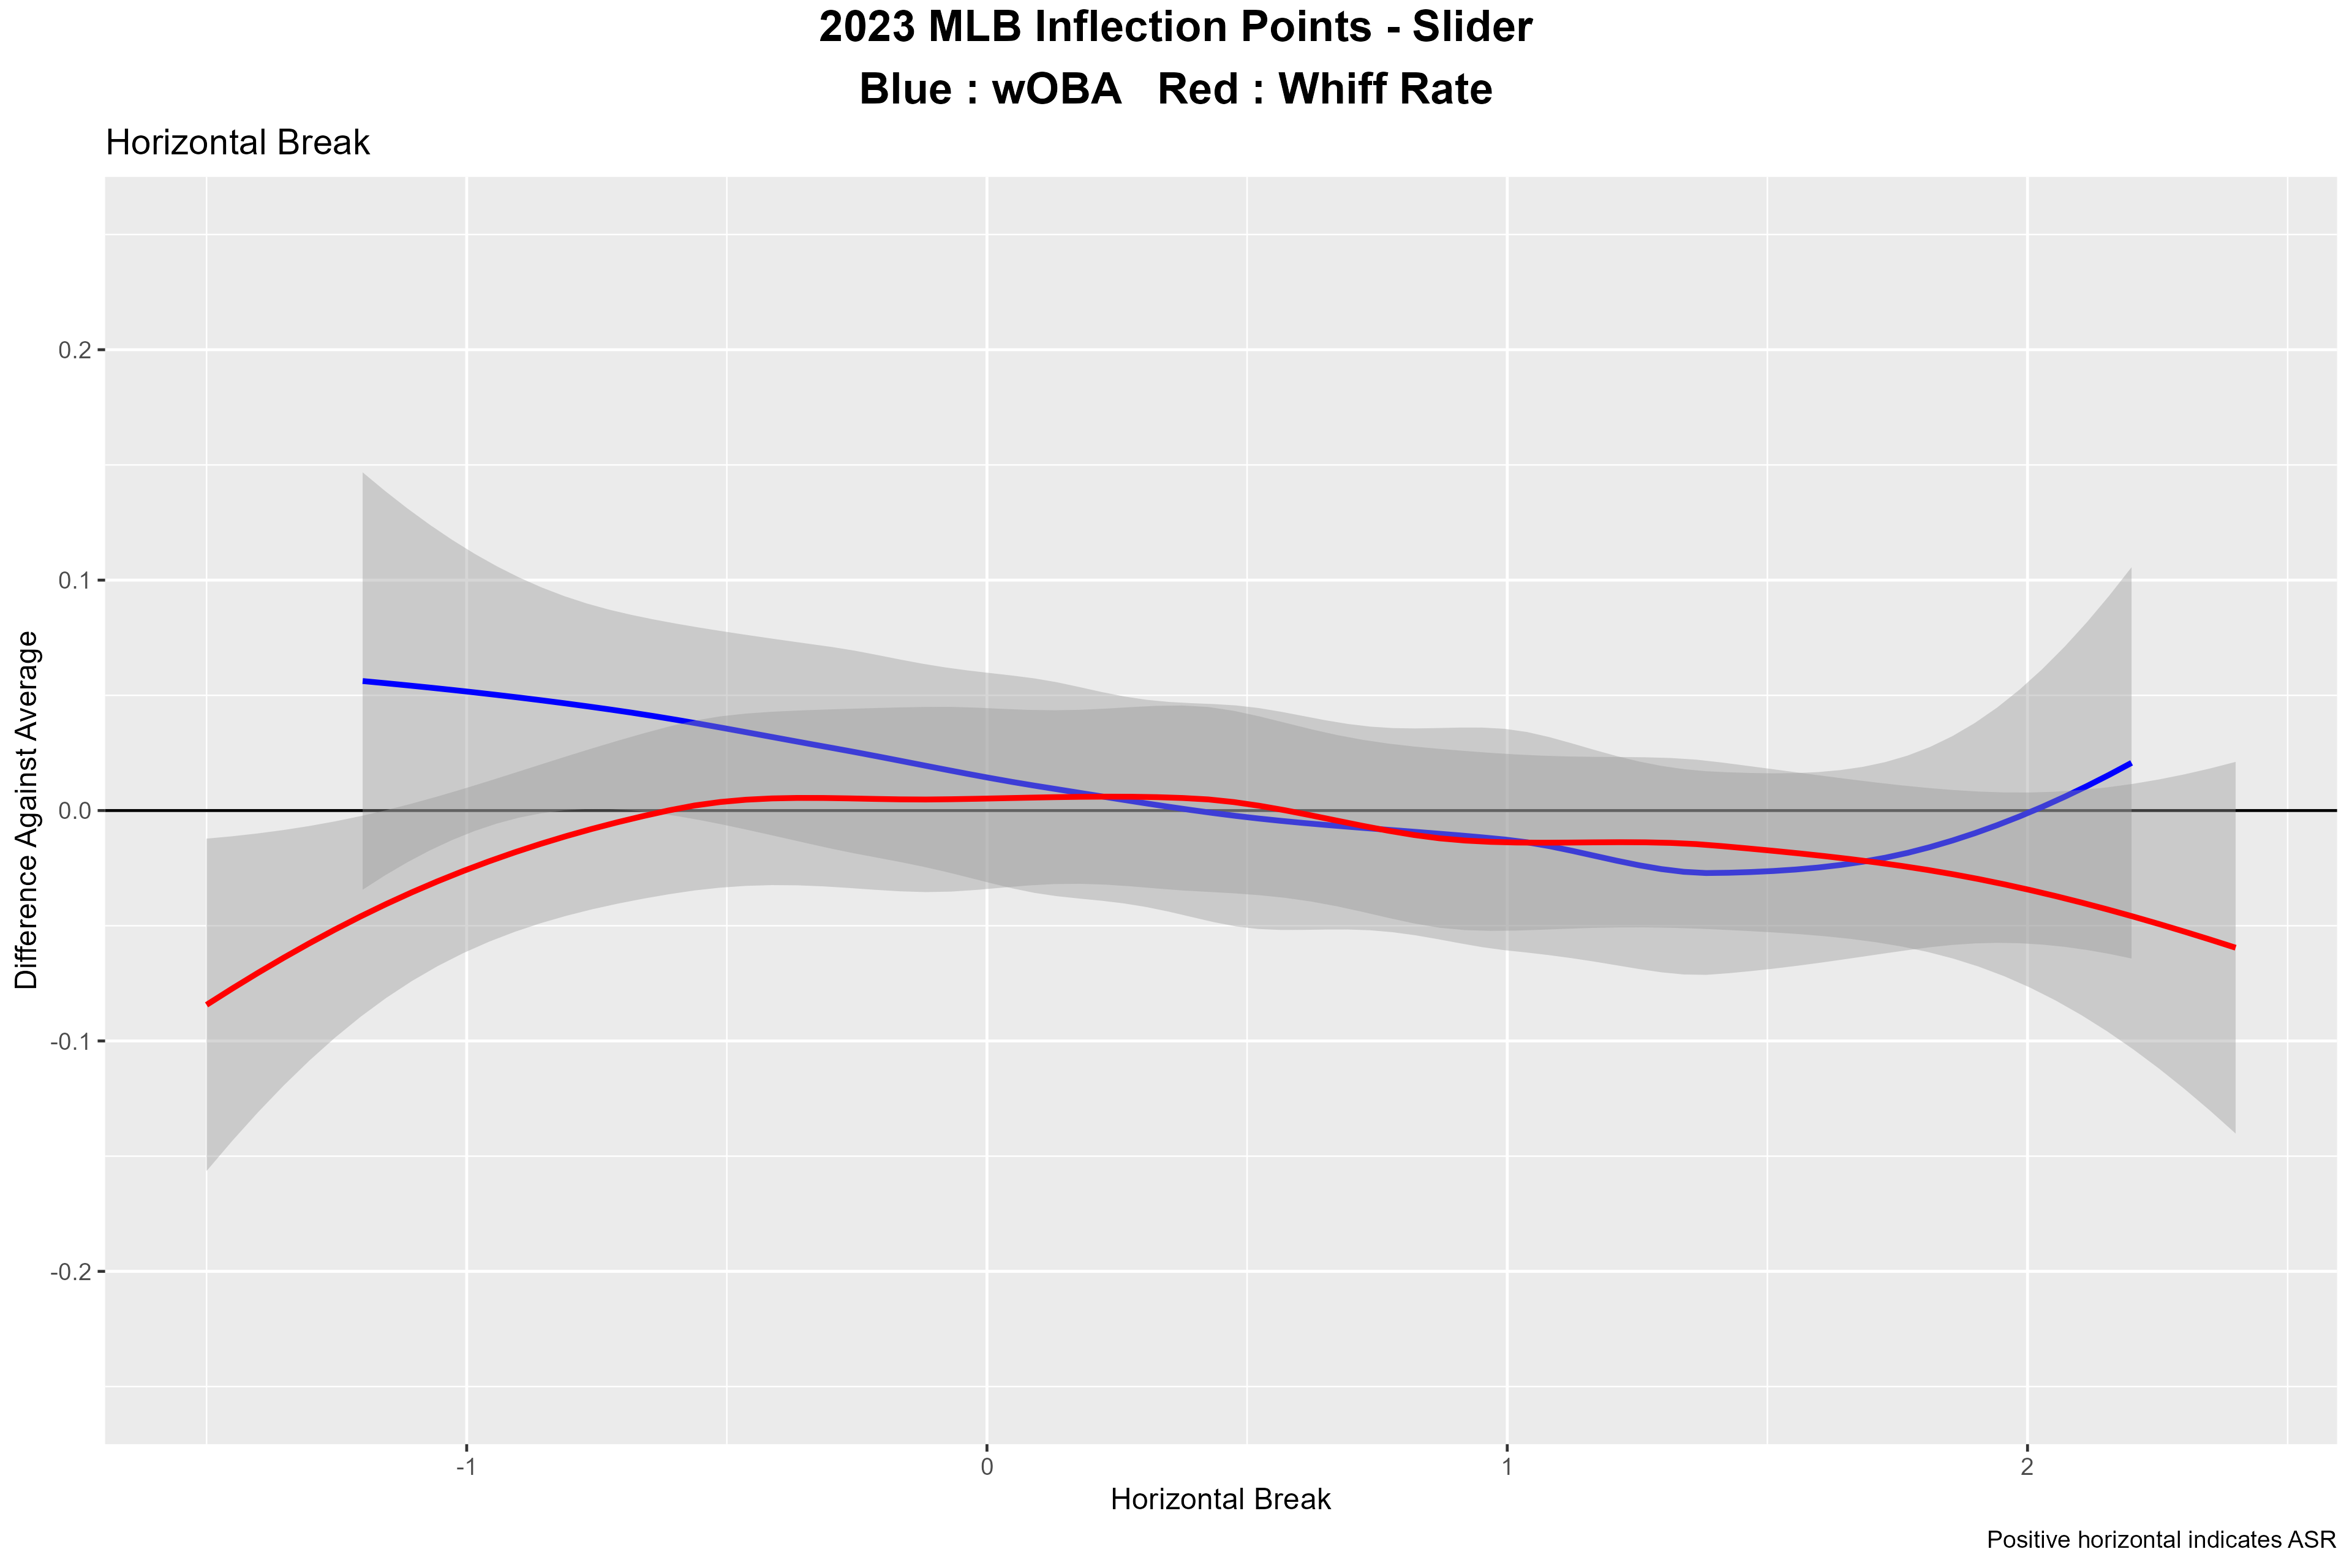 2023 MLB Inflection Points - Slider
Blue : wOBA   Red : Whiff Rate
Horizontal Break
Difference Against Average
0.2
0.1
0.0
-0.1
-0.2
-1
0
1
2
Horizontal Break
Positive horizontal indicates ASR